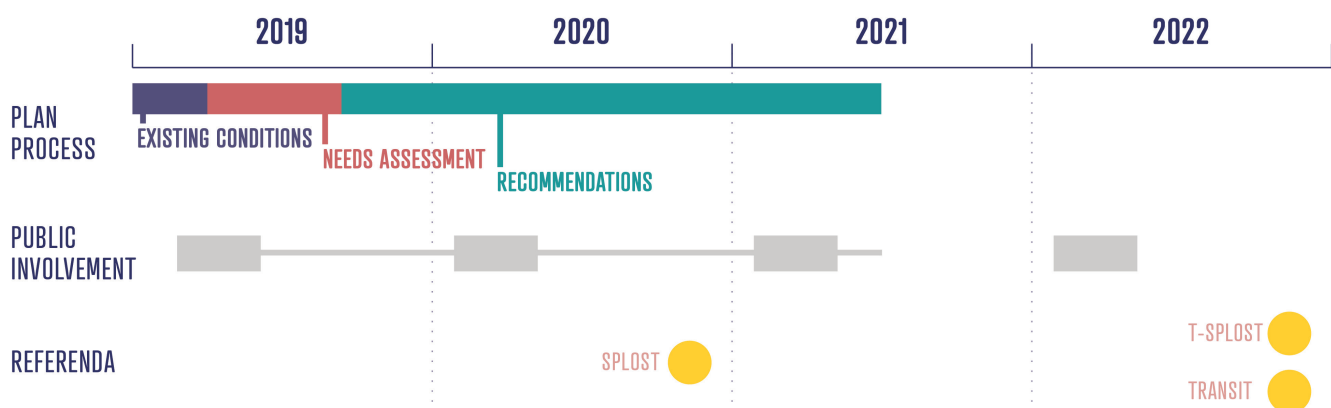 2019
2020
2021
2022
PLAN
PROCESS
EXISTING CONDITIONS
NEEDS ASSESSMENT
RECOMMENDATIONS
PUBLIC
INVOLVEMENT
REFERENDA
SPLOST
T-SPLOST
TRANSIT